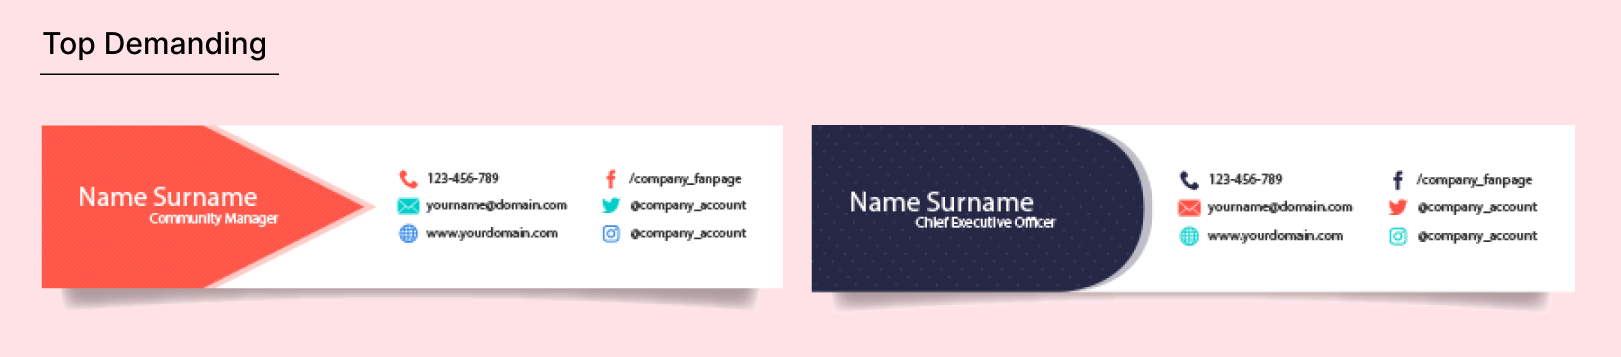 Top Demanding
Name Surname
Community Manager
123-456-789
yourname@domain.com
www.yourdomain.com
/company_fanpage
@company_account
@company_account
Name Surname
Chief Executive Officer
123-456-789
yourname@domain.com
www.yourdomain.com
/company_fanpage
@company_account
@company_account